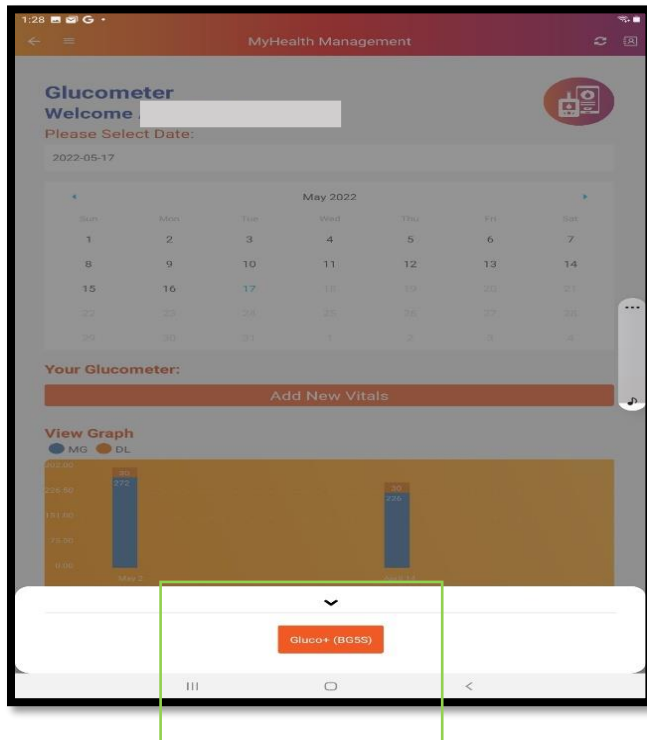 1:28 G
MyHealth Management
Glucometer
Welcome
Please Select Date:
2022-05-17
May 2022
Sun Mon Tue Wed Thu Fri Sat
1 2 3 4 5 6 7
8 9 10 11 12 13 14
15 16 17 18 19 20 21
22 23 24 25 26 27 28
29 30 31 1 2 3 4
Your Glucometer:
Add New Vitals
View Graph
MG DL
30
272
30
226
0.00
May 2
Gluco+ (BG5S)